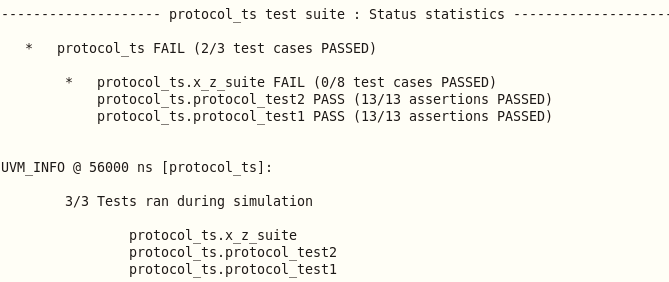 -------------------- protocol_ts test suite : Status statistics --------------------
* protocol_ts FAIL (2/3 test cases PASSED)
* protocol_ts.x_z_suite FAIL (0/8 test cases PASSED)
protocol_ts.protocol_test2 PASS (13/13 assertions PASSED)
protocol_ts.protocol_test1 PASS (13/13 assertions PASSED)
UVM_INFO @ 56000 ns [protocol_ts]:
3/3 Tests ran during simulation
protocol_ts.x_z_suite
protocol_ts.protocol_test2
protocol_ts.protocol_test1